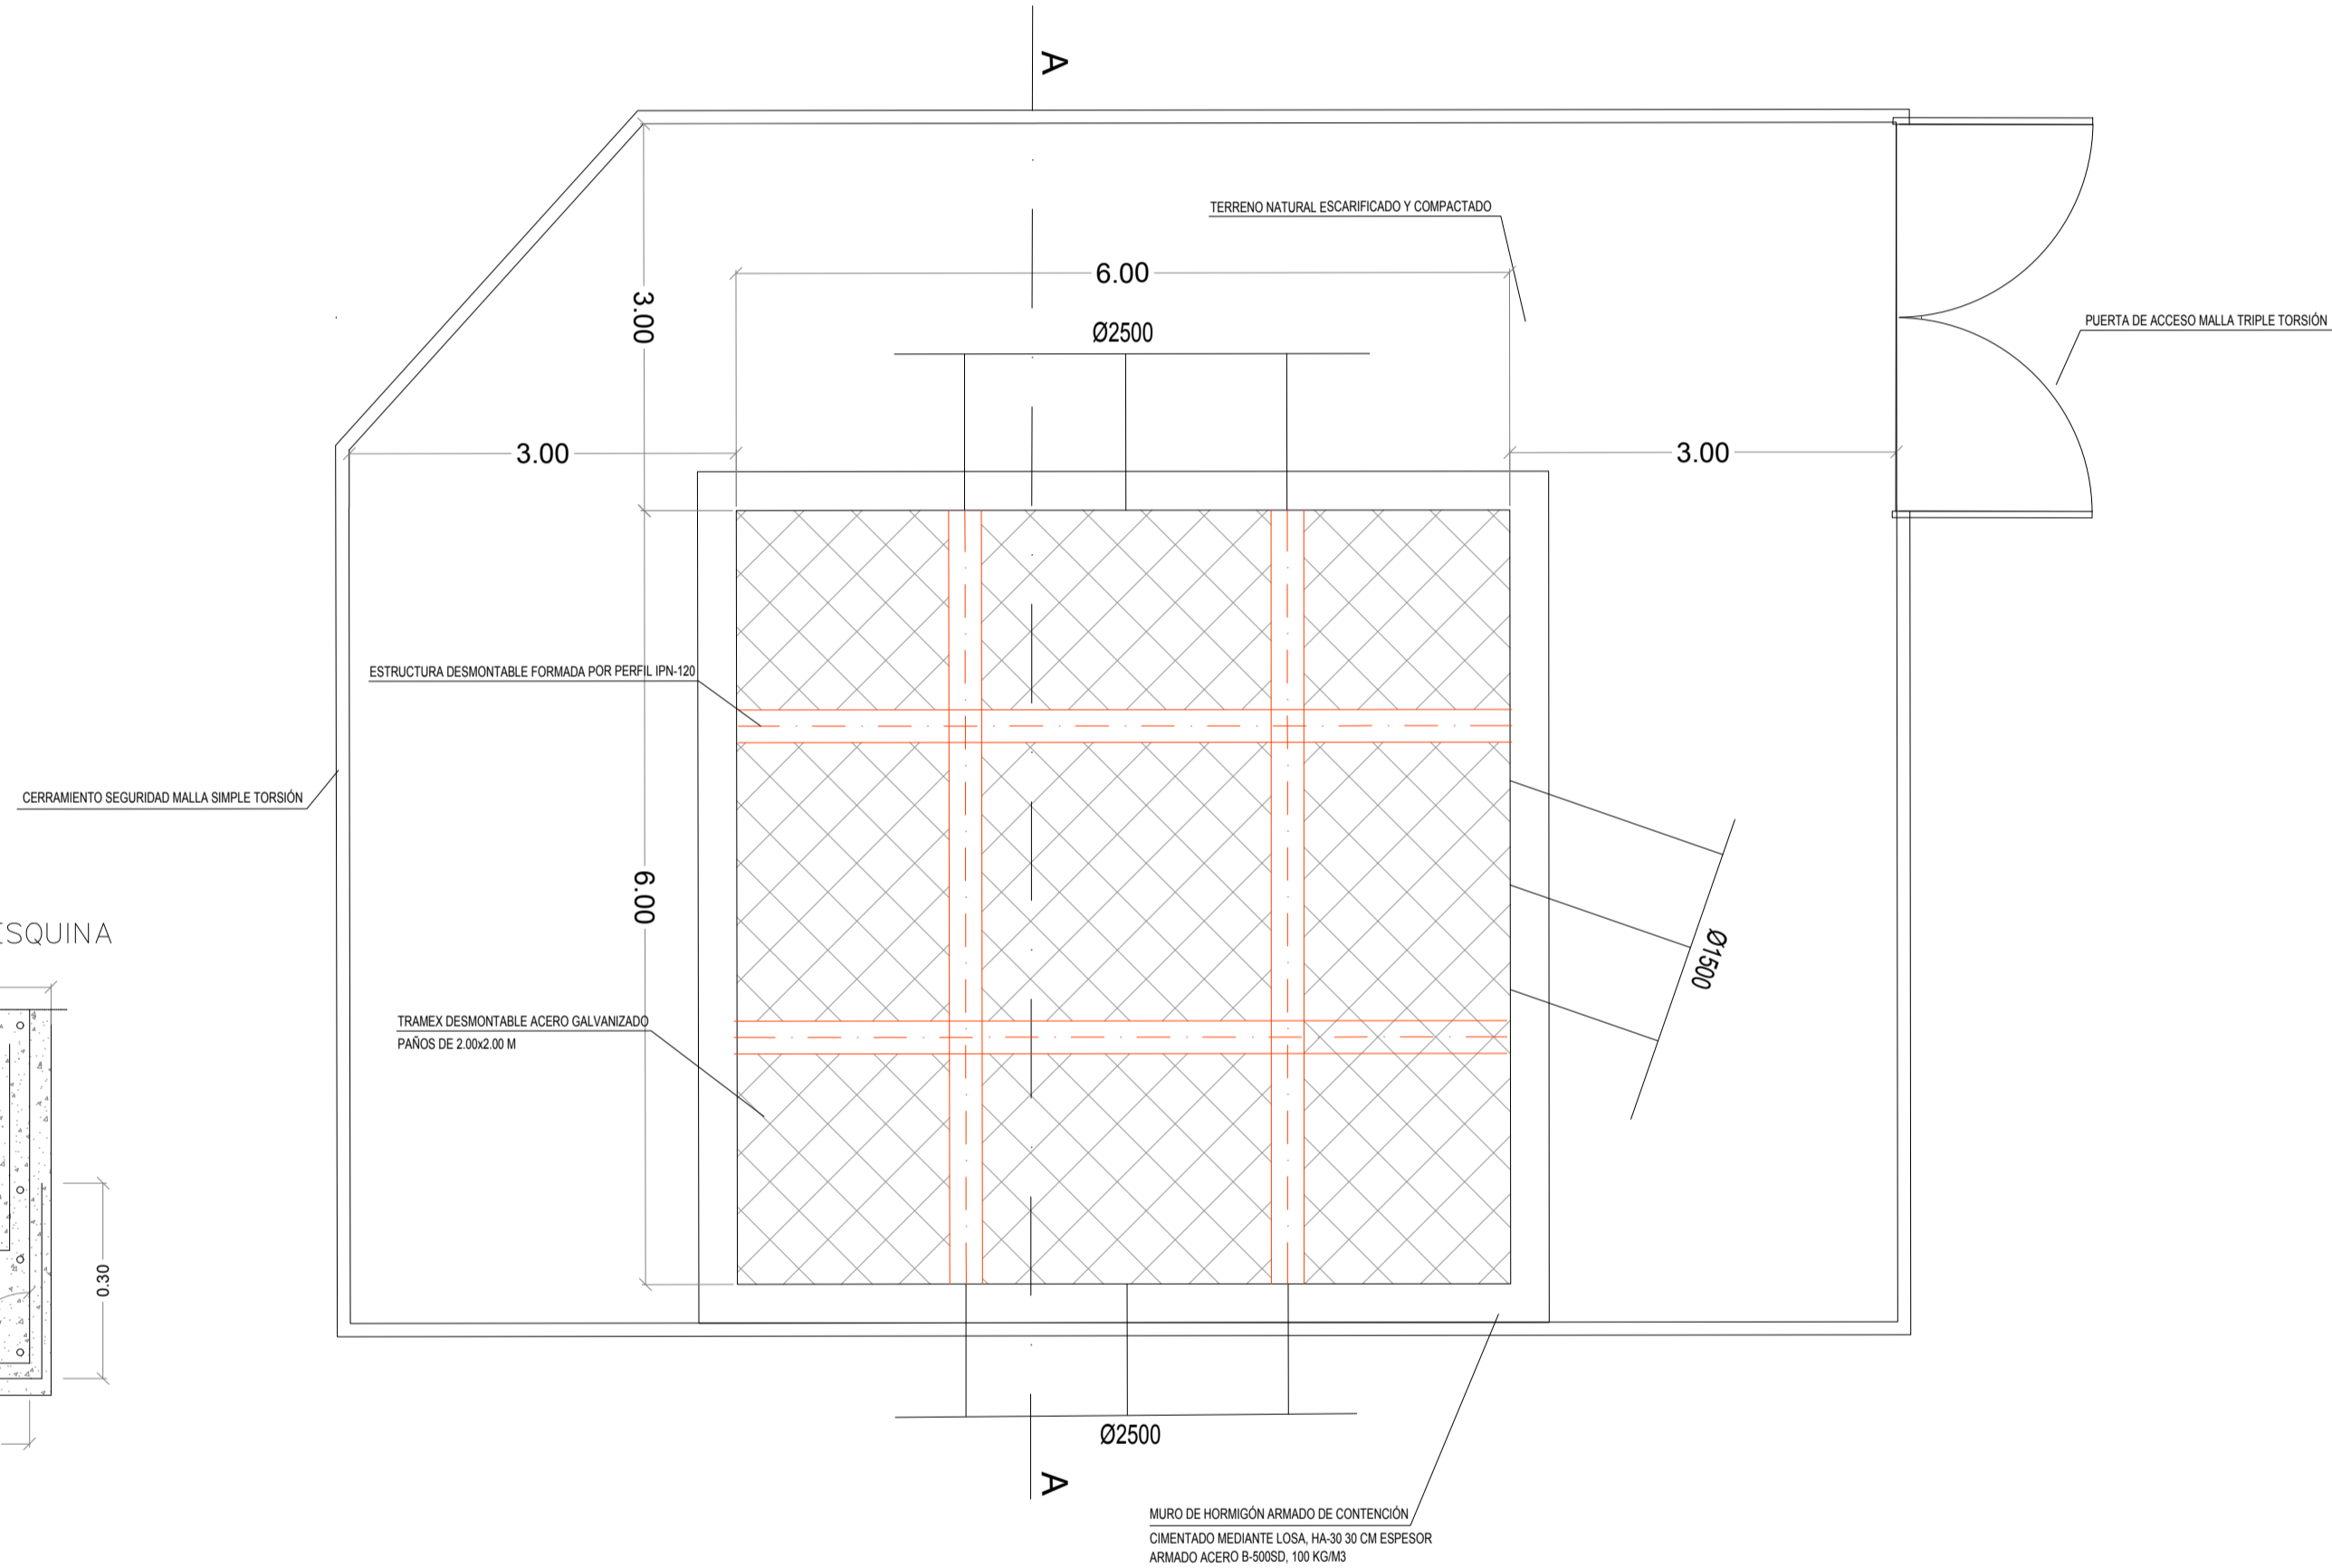 A
TERRENO NATURAL ESCARIFICADO Y COMPACTADO
6.00
3.00
Ø2500
PUERTA DE ACCESO MALLA TRIPLE TORSIÓN
3.00
3.00
ESTRUCTURA DESMONTABLE FORMADA POR PERFIL IPN-120
CERRAMIENTO SEGURIDAD MALLA SIMPLE TORSIÓN
6.00
ESQUINA
Ø1500
TRAMEX DESMONTABLE ACERO GALVANIZADO
PAÑOS DE 2.00x2.00 M
0.30
Ø2500
A
MURO DE HORMIGÓN ARMADO DE CONTENCIÓN
CIMENTADO MEDIANTE LOSA, HA-30 30 CM ESPESOR
ARMADO ACERO B-500SD, 100 KG/M3